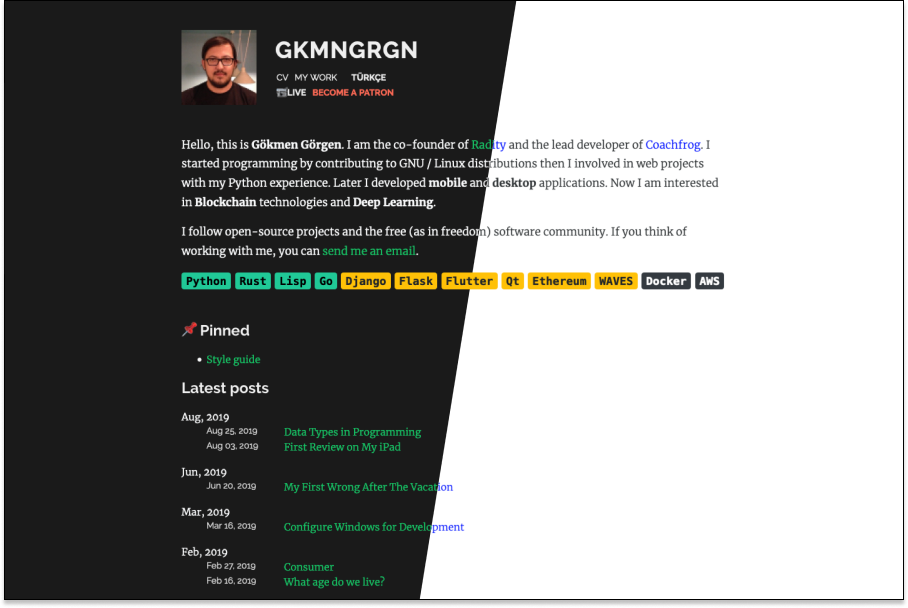 GKMNGRGN
CV MY WORK TÜRKÇE
LIVE BECOME A PATRON
Hello, this is Gökmen Görgen. I am the co-founder of Radity and the lead developer of Coachfrog. I
started programming by contributing to GNU / Linux distributions then I involved in web projects
with my Python experience. Later I developed mobile and desktop applications. Now I am interested
in Blockchain technologies and Deep Learning.
I follow open-source projects and the free (as in freedom) software community. If you think of
working with me, you can send me an email.
Python Rust Lisp Go Django Flask Flutter Qt Ethereum WAVES Docker AWS
Pinned
• Style guide
Latest posts
Aug, 2019
Aug 25, 2019 Data Types in Programming
Aug 03, 2019 First Review on My iPad
Jun, 2019
Jun 20, 2019 My First Wrong After The Vacation
Mar, 2019
Mar 16, 2019 Configure Windows for Development
Feb, 2019
Feb 27, 2019 Consumer
Feb 16, 2019 What age do we live?